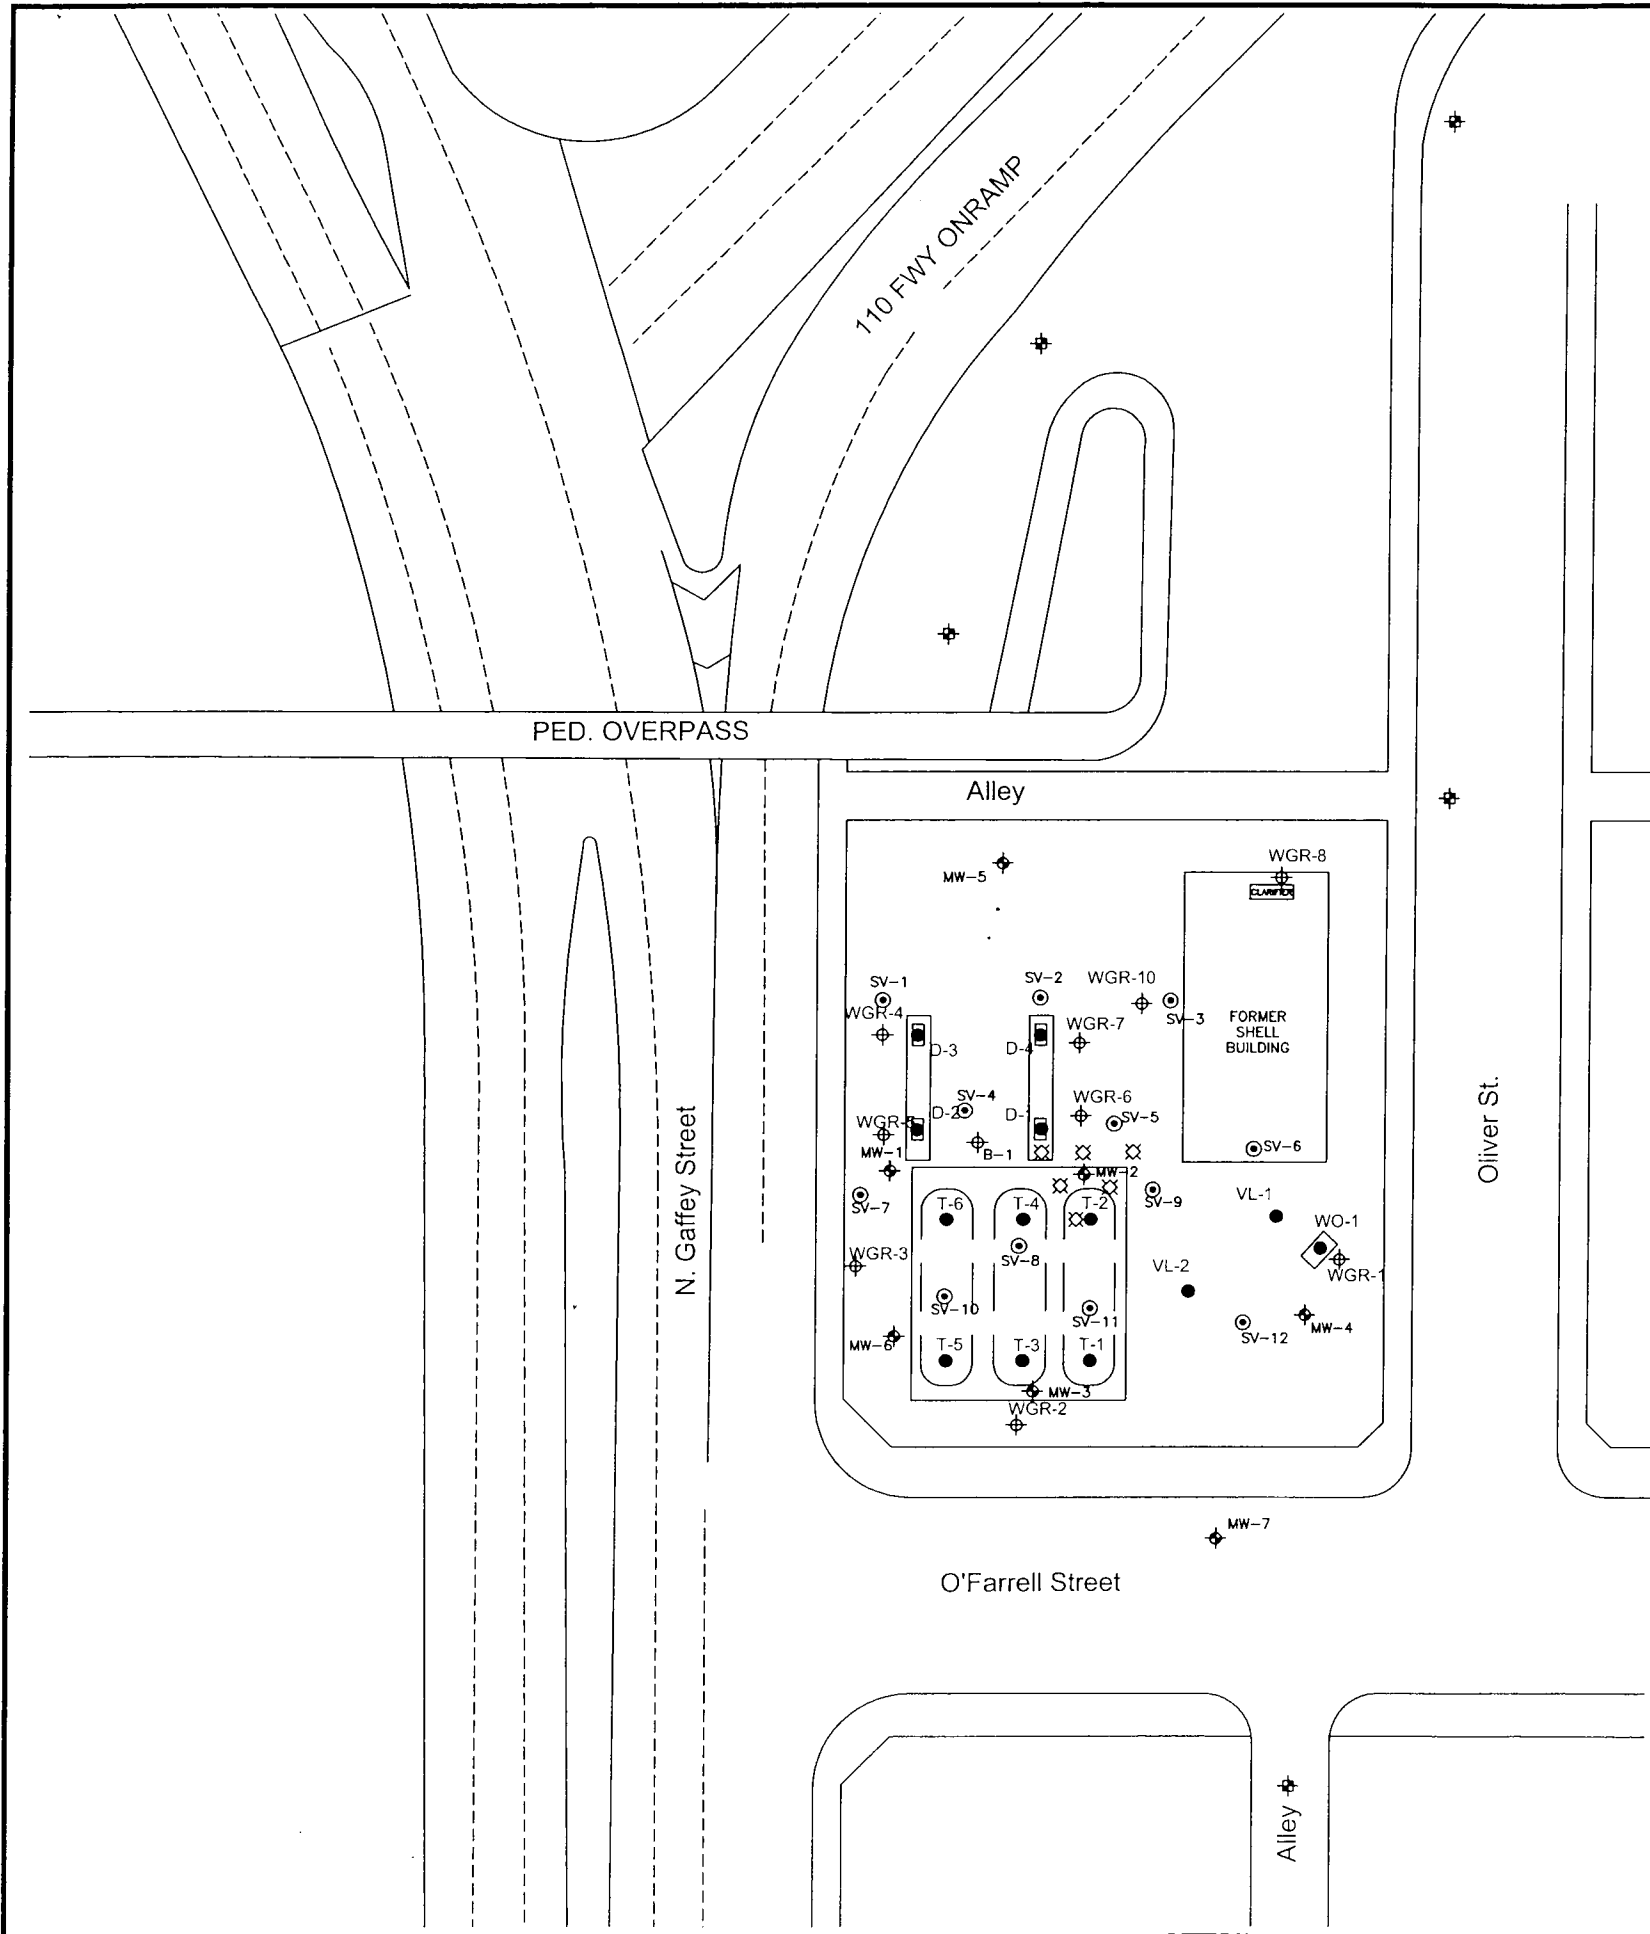 110 FWY ONRAMP
PED. OVERPASS
Alley
WGR-8
MW-5
CLARIFIER
SV-1
SV-2
WGR-10
WGR-4
SV-3
WGR-7
FORMER
SHELL
BUILDING
D-3
D-4
SV-4
WGR-6
D-2
D-1
SV-5
WGR-5
B-1
SV-6
MW-1
MW-2
SV-7
T-6
T-4
T-2
SV-9
VL-1
WO-1
WGR-3
SV-8
VL-2
WGR-1
SV-10
SV-11
SV-12
MW-4
MW-6
T-5
T-3
T-1
MW-3
WGR-2
N. Gaffey Street
Oliver St.
MW-7
O'Farrell Street
Alley